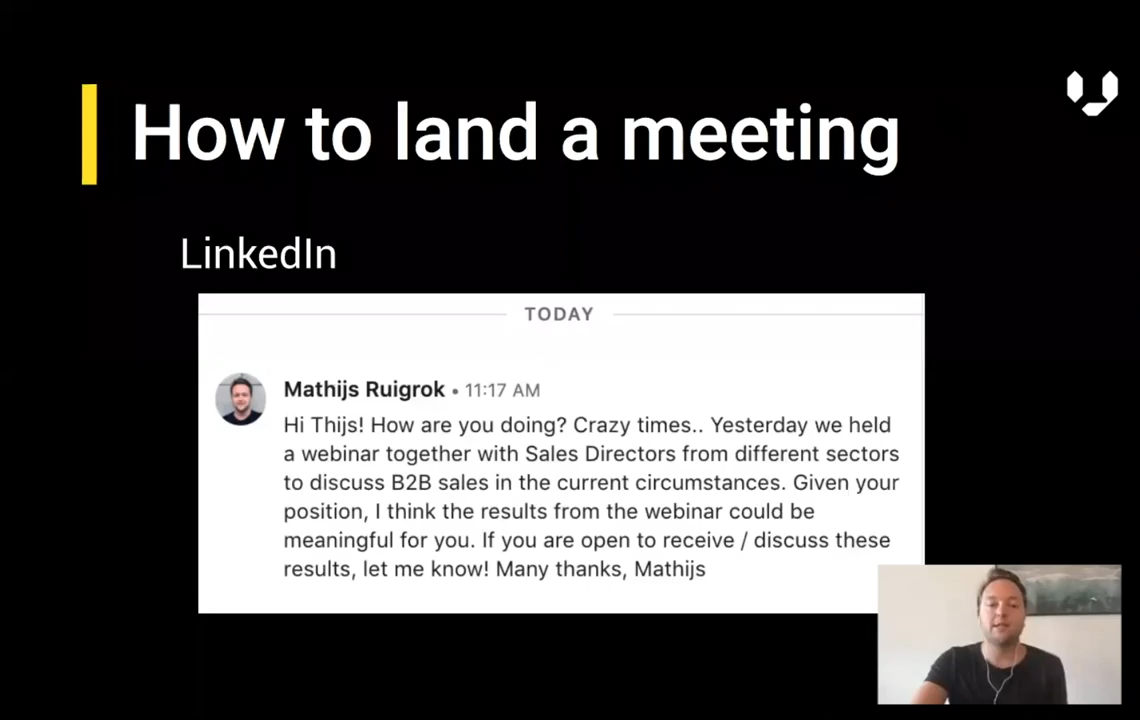 How to land a meeting
LinkedIn
TODAY
Mathijs Ruigrok • 11:17 AM
Hi Thijs! How are you doing? Crazy times.. Yesterday we held
a webinar together with Sales Directors from different sectors
to discuss B2B sales in the current circumstances. Given your
position, I think the results from the webinar could be
meaningful for you. If you are open to receive / discuss these
results, let me know! Many thanks, Mathijs